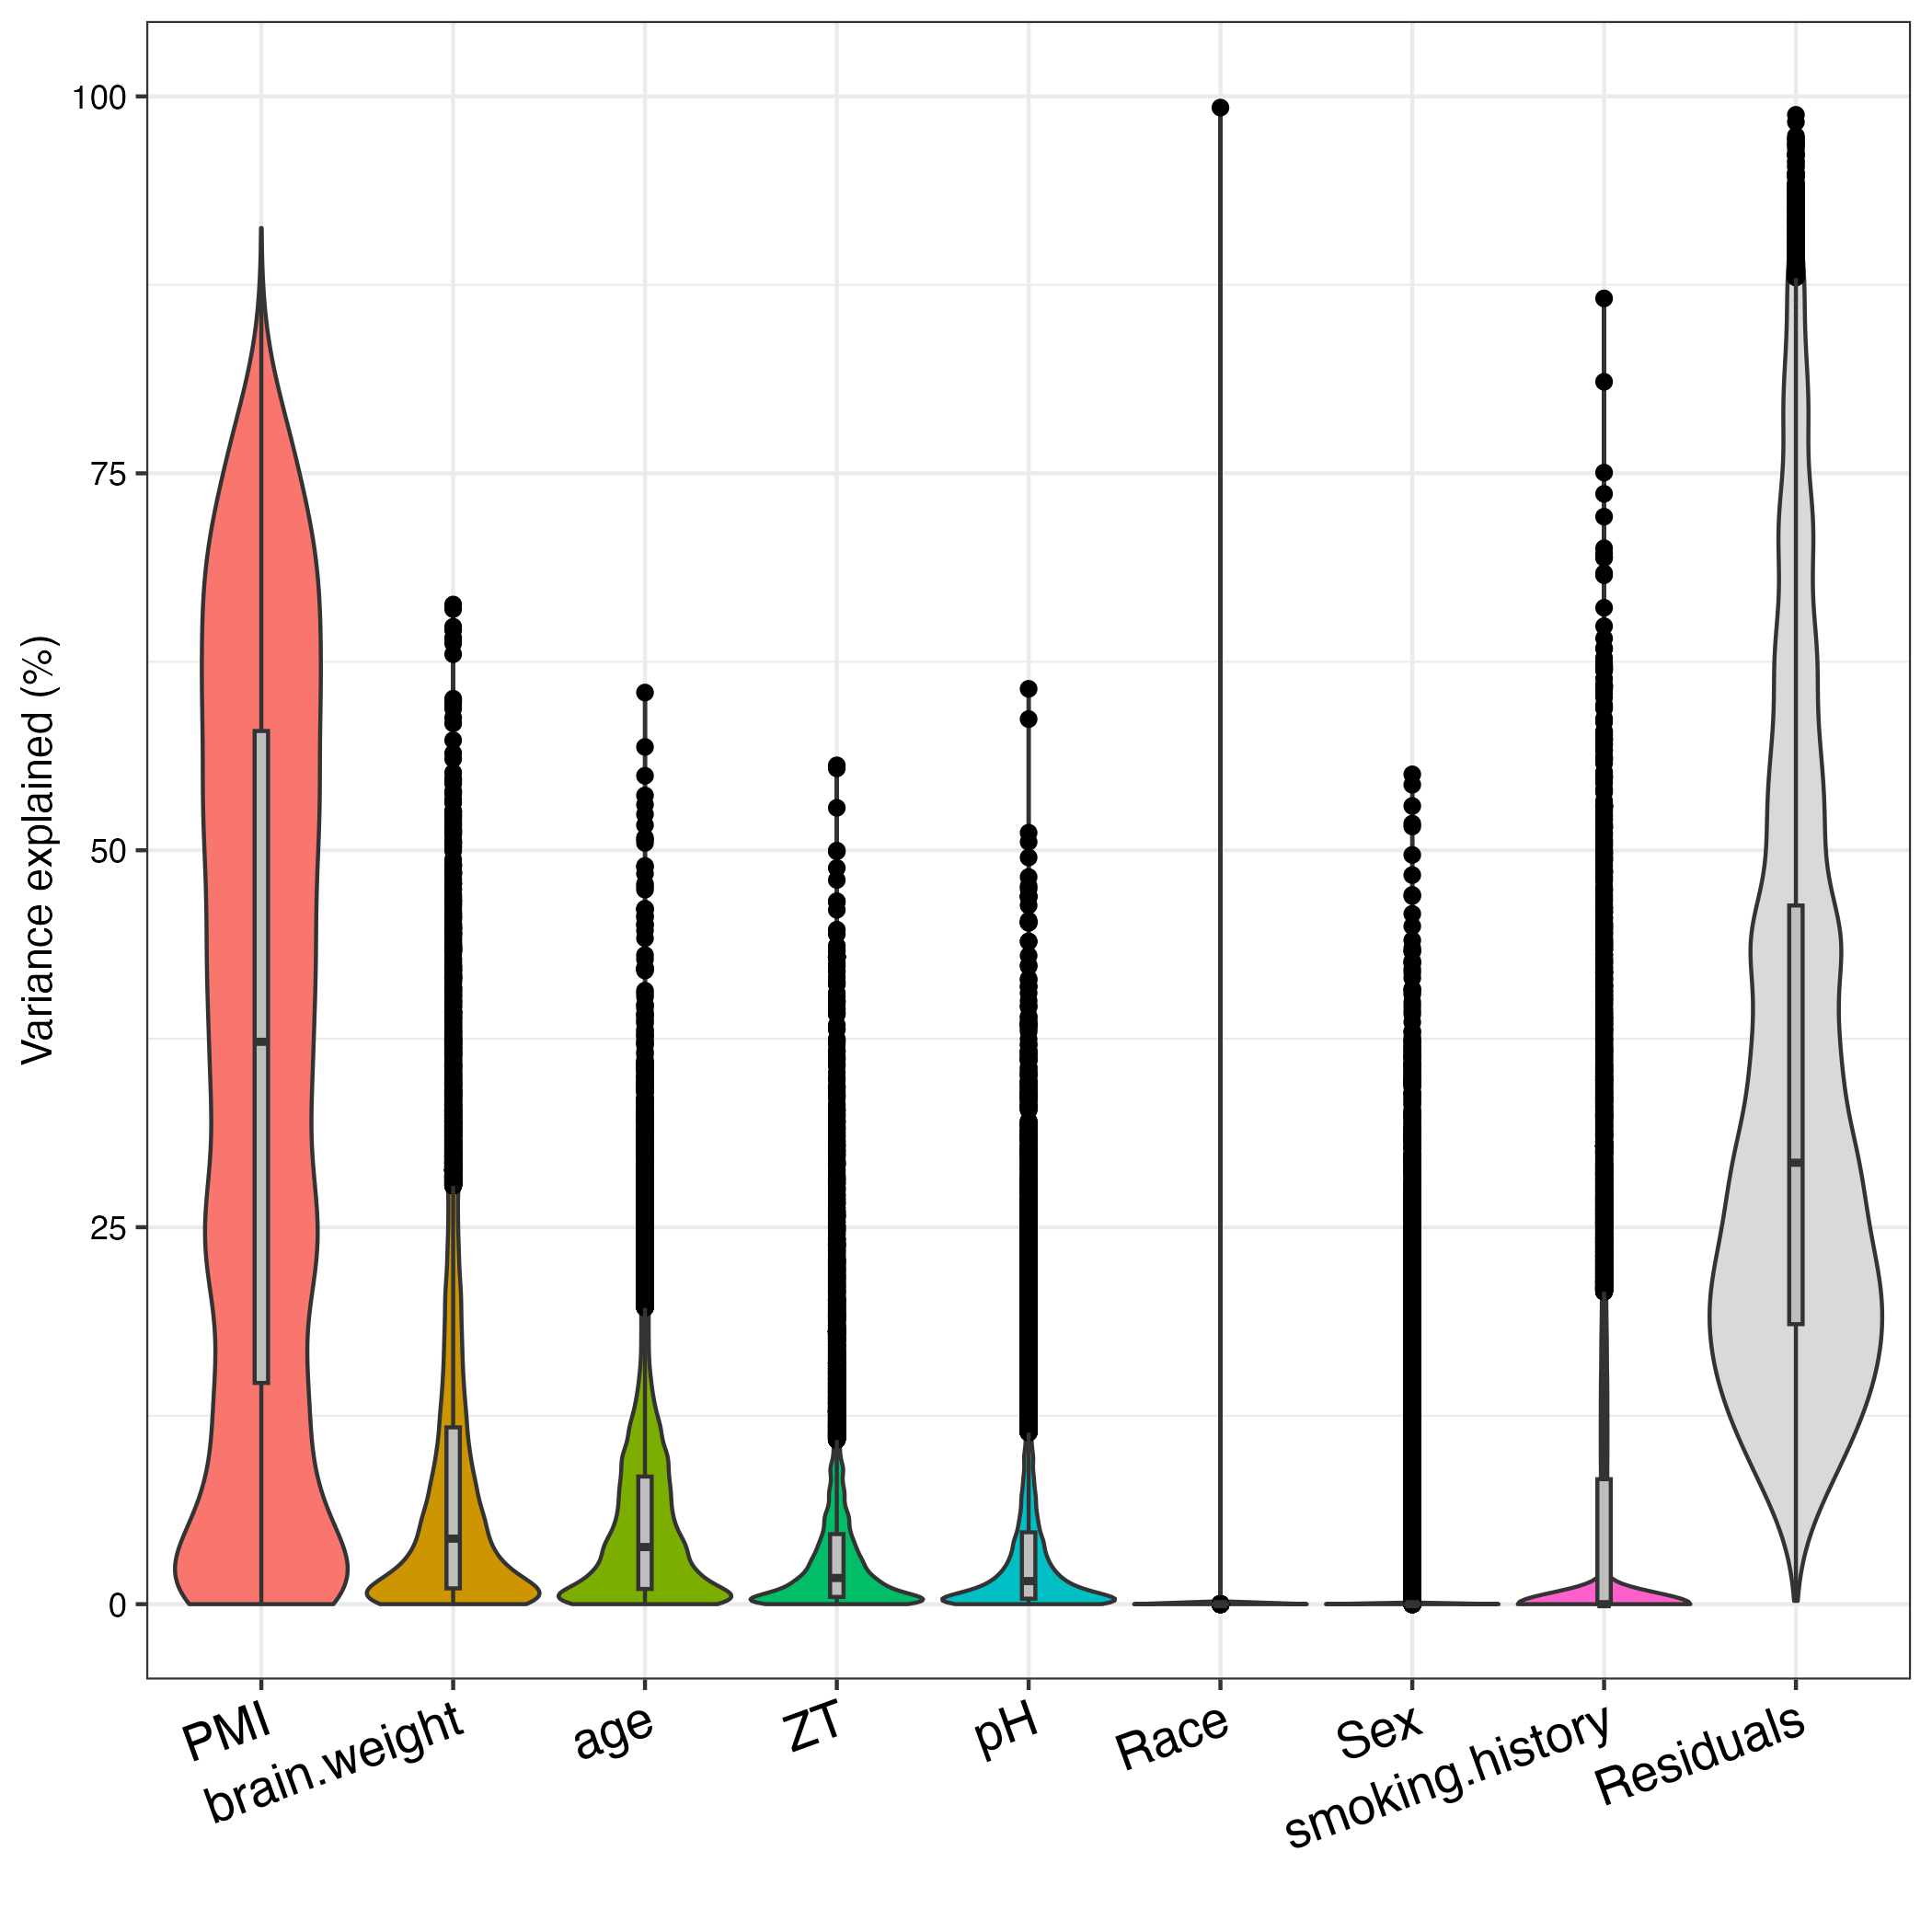 Variance explained (%)
100
75
50
25
0
PMI
brain.weight
age
ZT
pH
Race
Sex
smoking.history
Residuals